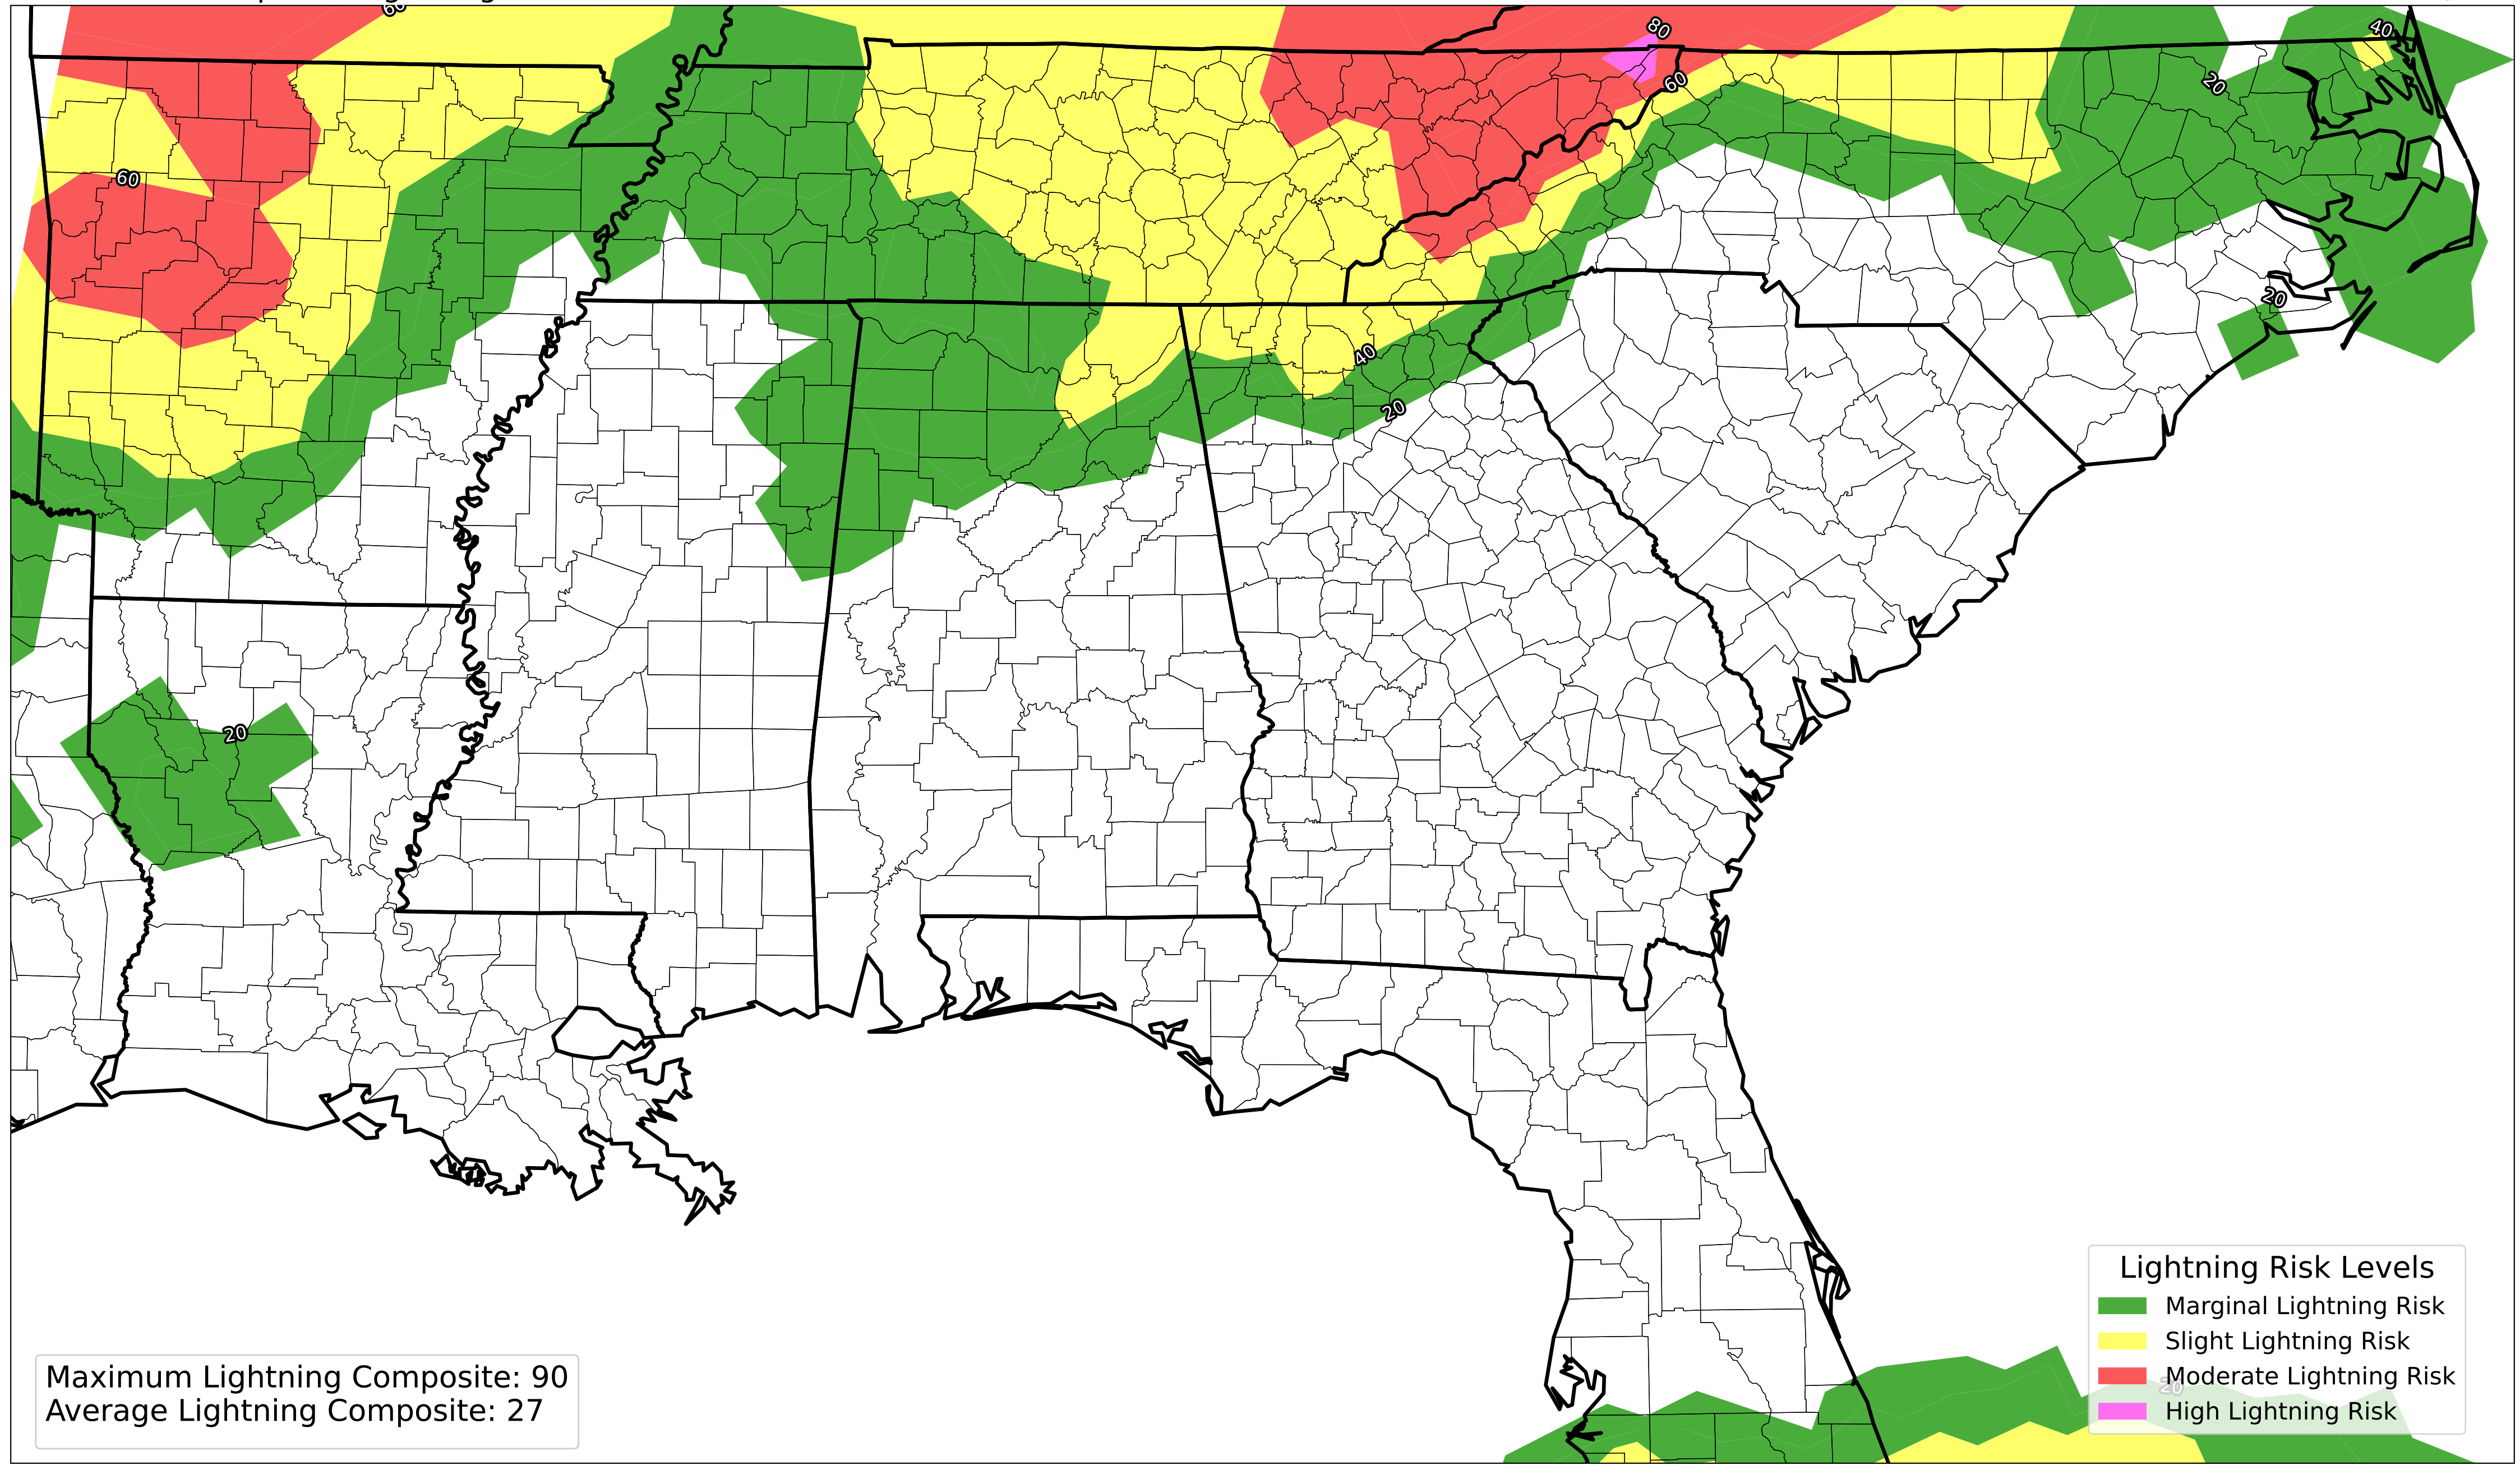 60
80
40
60
20
60
20
40
20
20
20
Lightning Risk Levels
Marginal Lightning Risk
Slight Lightning Risk
Moderate Lightning Risk
High Lightning Risk
Maximum Lightning Composite: 90
Average Lightning Composite: 27